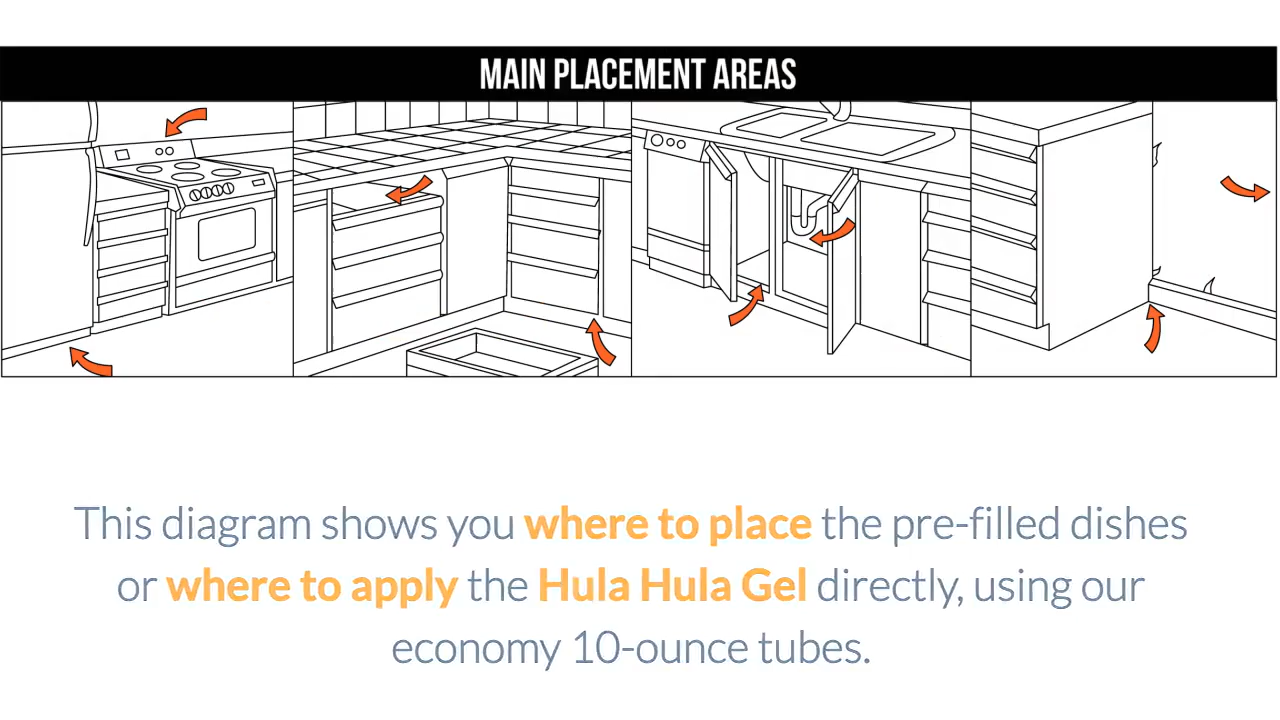 MAIN PLACEMENT AREAS
This diagram shows you where to place the pre-filled dishes
or where to apply the Hula Hula Gel directly, using our
economy 10-ounce tubes.